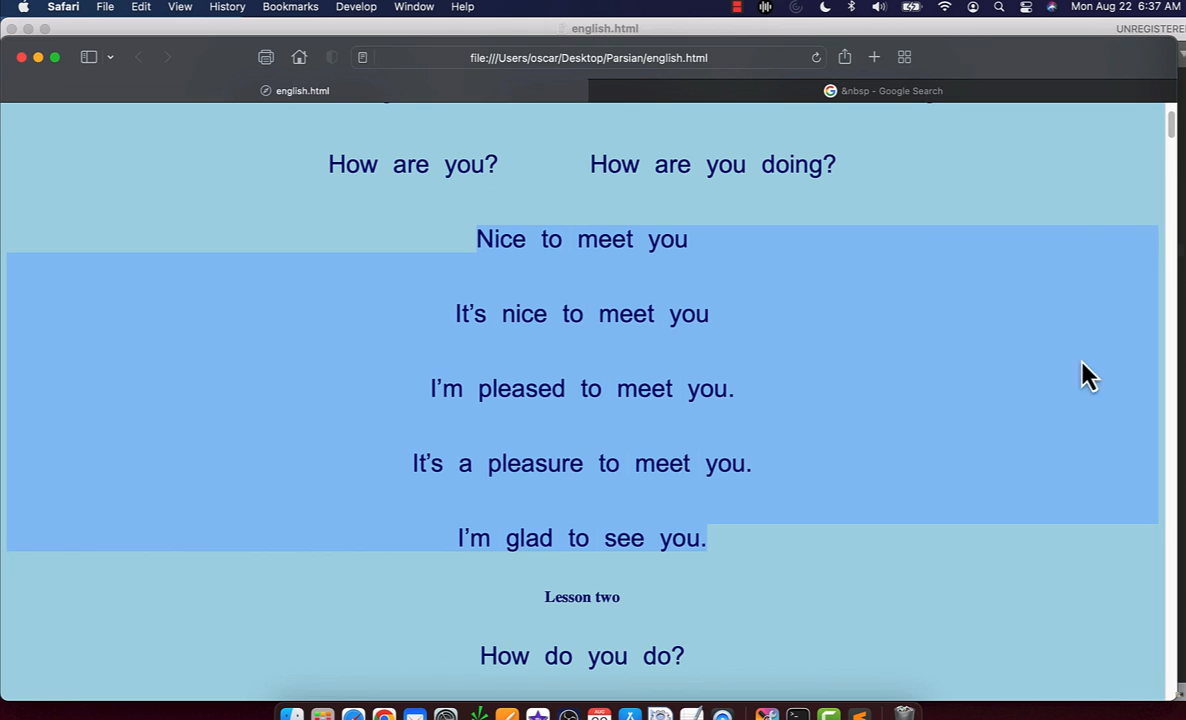 Safari File Edit View History Bookmarks Develop Window Help Mon Aug 22 6:37 AM
english.html UNREGISTERE
file:///Users/oscar/Desktop/Parsian/english.html
english.html &nbsp - Google Search
How are you? How are you doing?
Nice to meet you
It’s nice to meet you
I’m pleased to meet you.
It’s a pleasure to meet you.
I’m glad to see you.
Lesson two
How do you do?